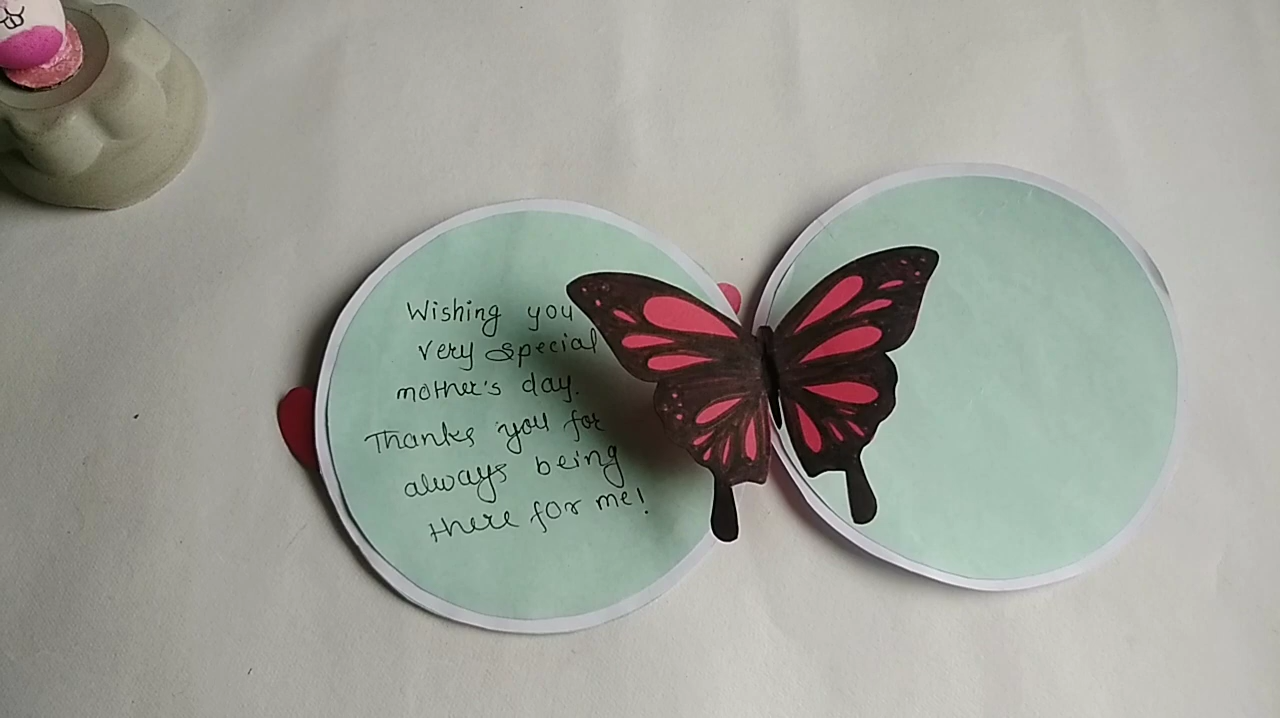 Wishing you
very special
mother's day.
Thanks you for
always being
there for me!